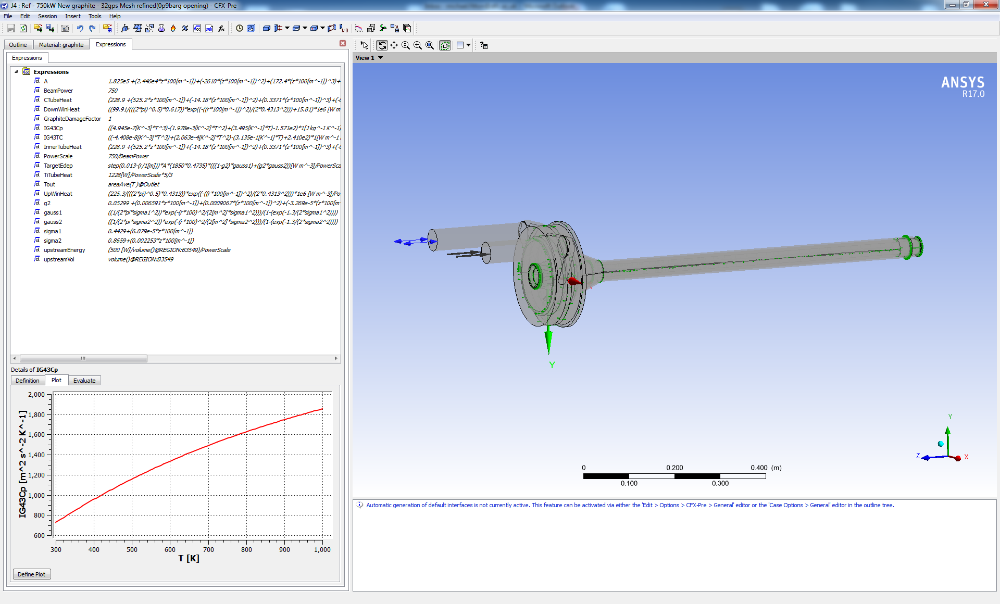 J4 : Ref - 750kW New graphite - 32gps Mesh refined(0p9barg opening) - CFX-Pre
File Edit Session Insert Tools Help
Outline Material: graphite Expressions
Expressions
Expressions
A 1.825e5 +(2.446e4*z*100[m^-1])+(-2610*(z*100[m^-1])^2)+(172.4*(z*100[m^-1])^3)+
BeamPower 750
CTubeHeat (228.9 +(525.2*z*100[m^-1])+(-14.18*(z*100[m^-1])^2)+(0.3371*(z*100[m^-1])^3)+(-
DownWinHeat ((99.91/(((2*pi)^0.5)*0.617))*exp((-((r*100[m^-1])^2)/(2*0.4313^2)))+15.81)*1e6 [W m
GraphiteDamageFactor 1
IG43Cp ((4.945e-7[K^-3]*T^3)-(1.978e-3[K^-2]*T^2)+(3.495[K^-1]*T)-1.571e2)*1[J kg^-1 K^-1]
IG43TC ((-4.408e-8[K^-3]*T^3)+(2.063e-4[K^-2]*T^2)-(3.135e-1[K^-1]*T)+2.410e2)*1[W m^-1
InnerTubeHeat (228.9 +(525.2*z*100[m^-1])+(-14.18*(z*100[m^-1])^2)+(0.3371*(z*100[m^-1])^3)+(-
PowerScale 750/BeamPower
TargetEdep step(0.013-(r/1[m]))*A*(1850*0.4735)*(((1-g2)*gauss1)+(g2*gauss2))[W m^-3]/PowerSca
TiTubeHeat 1228[W]/PowerScale*5/3
Tout areaAve(T )@Outlet
UpWinHeat (225.3/(((2*pi)^0.5)*0.4313))*exp((-((r*100[m^-1])^2)/(2*0.4313^2)))*1e6 [W m^-3]/Po
g2 0.05299 +(0.006591*z*100[m^-1])+(0.0009067*(z*100[m^-1])^2)+(-3.269e-5*(z*100[m
gauss1 ((1/(2*pi*sigma1^2))*exp(-(r*100)^2/(2[m^2]*sigma1^2)))/(1-(exp(-1.3/(2*sigma1^2))))
gauss2 ((1/(2*pi*sigma2^2))*exp(-(r*100)^2/(2[m^2]*sigma2^2)))/(1-(exp(-1.3/(2*sigma2^2))))
sigma1 0.4429+(6.079e-5*z*100[m^-1])
sigma2 0.8659+(0.002253*z*100[m^-1])
upstreamEnergy (500 [W]/volume()@REGION:B3549)/PowerScale
upstreamVol volume()@REGION:B3549
Details of IG43Cp
Definition Plot Evaluate
IG43Cp [m^2 s^-2 K^-1]
2,000
1,800
1,600
1,400
1,200
1,000
800
600
300 400 500 600 700 800 900 1,000
T [K]
Define Plot
View 1
ANSYS
R17.0
Y
Y
Z
X
0 0.200 0.400 (m)
0.100 0.300
Automatic generation of default interfaces is not currently active. This feature can be activated via either the 'Edit > Options > CFX-Pre > General' editor or the 'Case Options > General' editor in the outline tree.